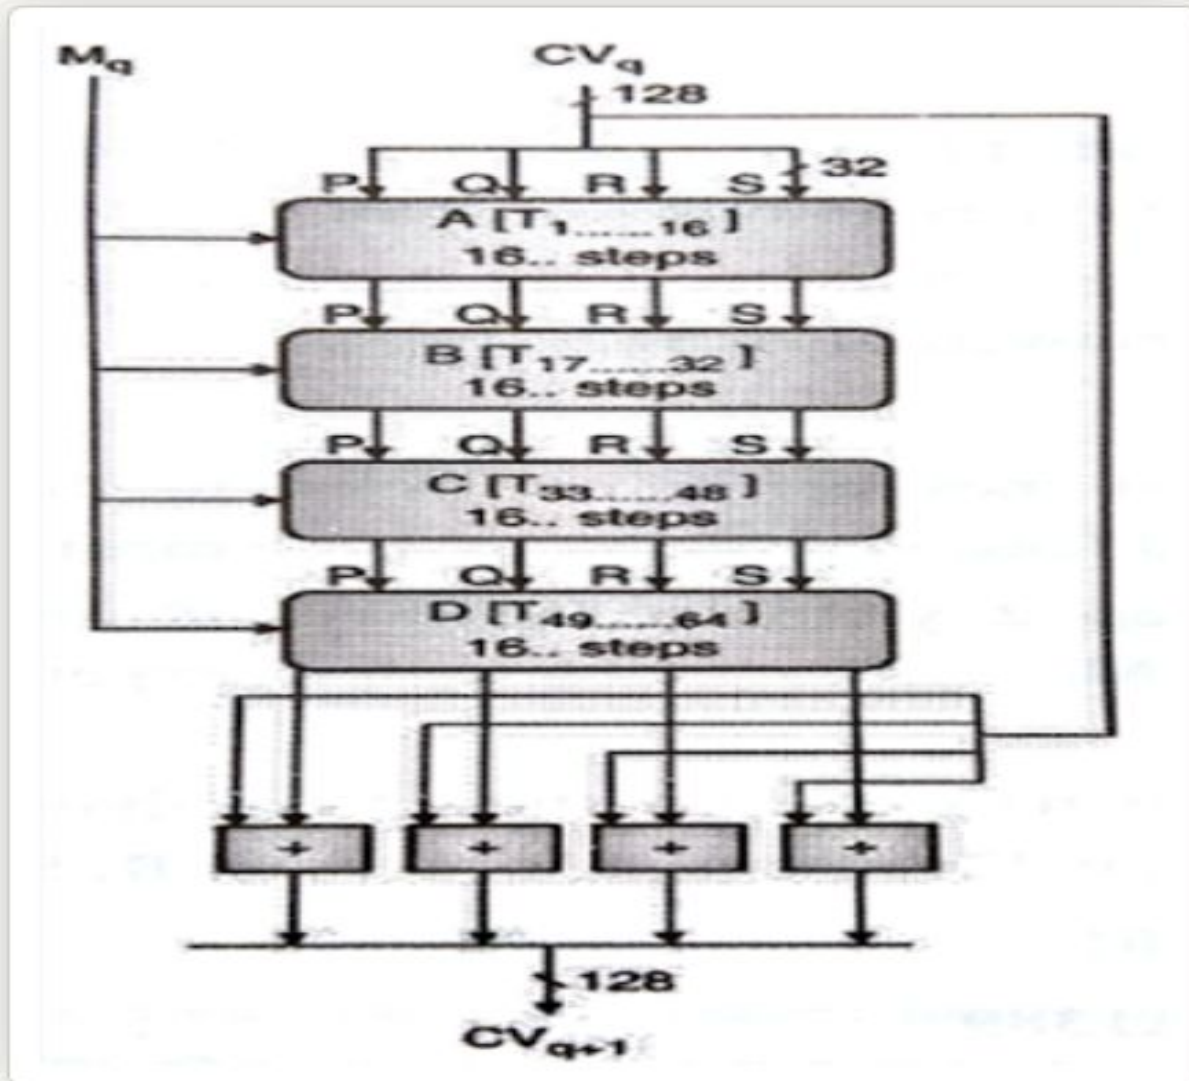 Mq CVq
128
32
P Q R S
A [T1......16 ]
16.. steps
P Q R S
B [T17......32 ]
16.. steps
P Q R S
C [T33......48 ]
16.. steps
P Q R S
D [T49......64 ]
16.. steps
+ + + +
128
CVq+1